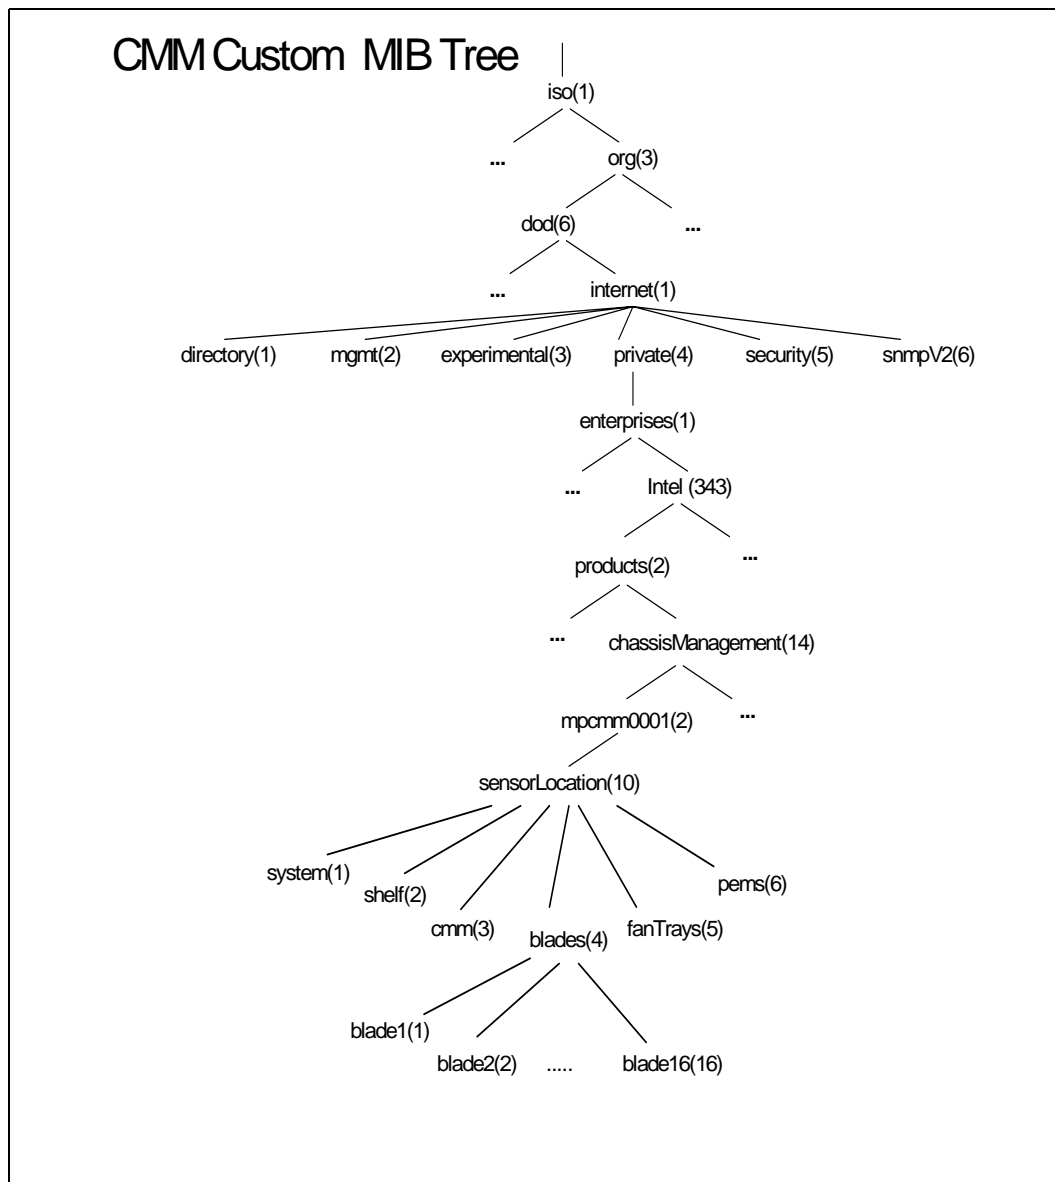 CMM Custom MIB Tree
iso(1)
... org(3)
dod(6) ...
... internet(1)
directory(1) mgmt(2) experimental(3) private(4) security(5) snmpV2(6)
enterprises(1)
... Intel (343)
products(2) ...
... chassisManagement(14)
mpcmm0001(2) ...
sensorLocation(10)
system(1) shelf(2) cmm(3) blades(4) fanTrays(5) pems(6)
blade1(1) blade2(2) ..... blade16(16)